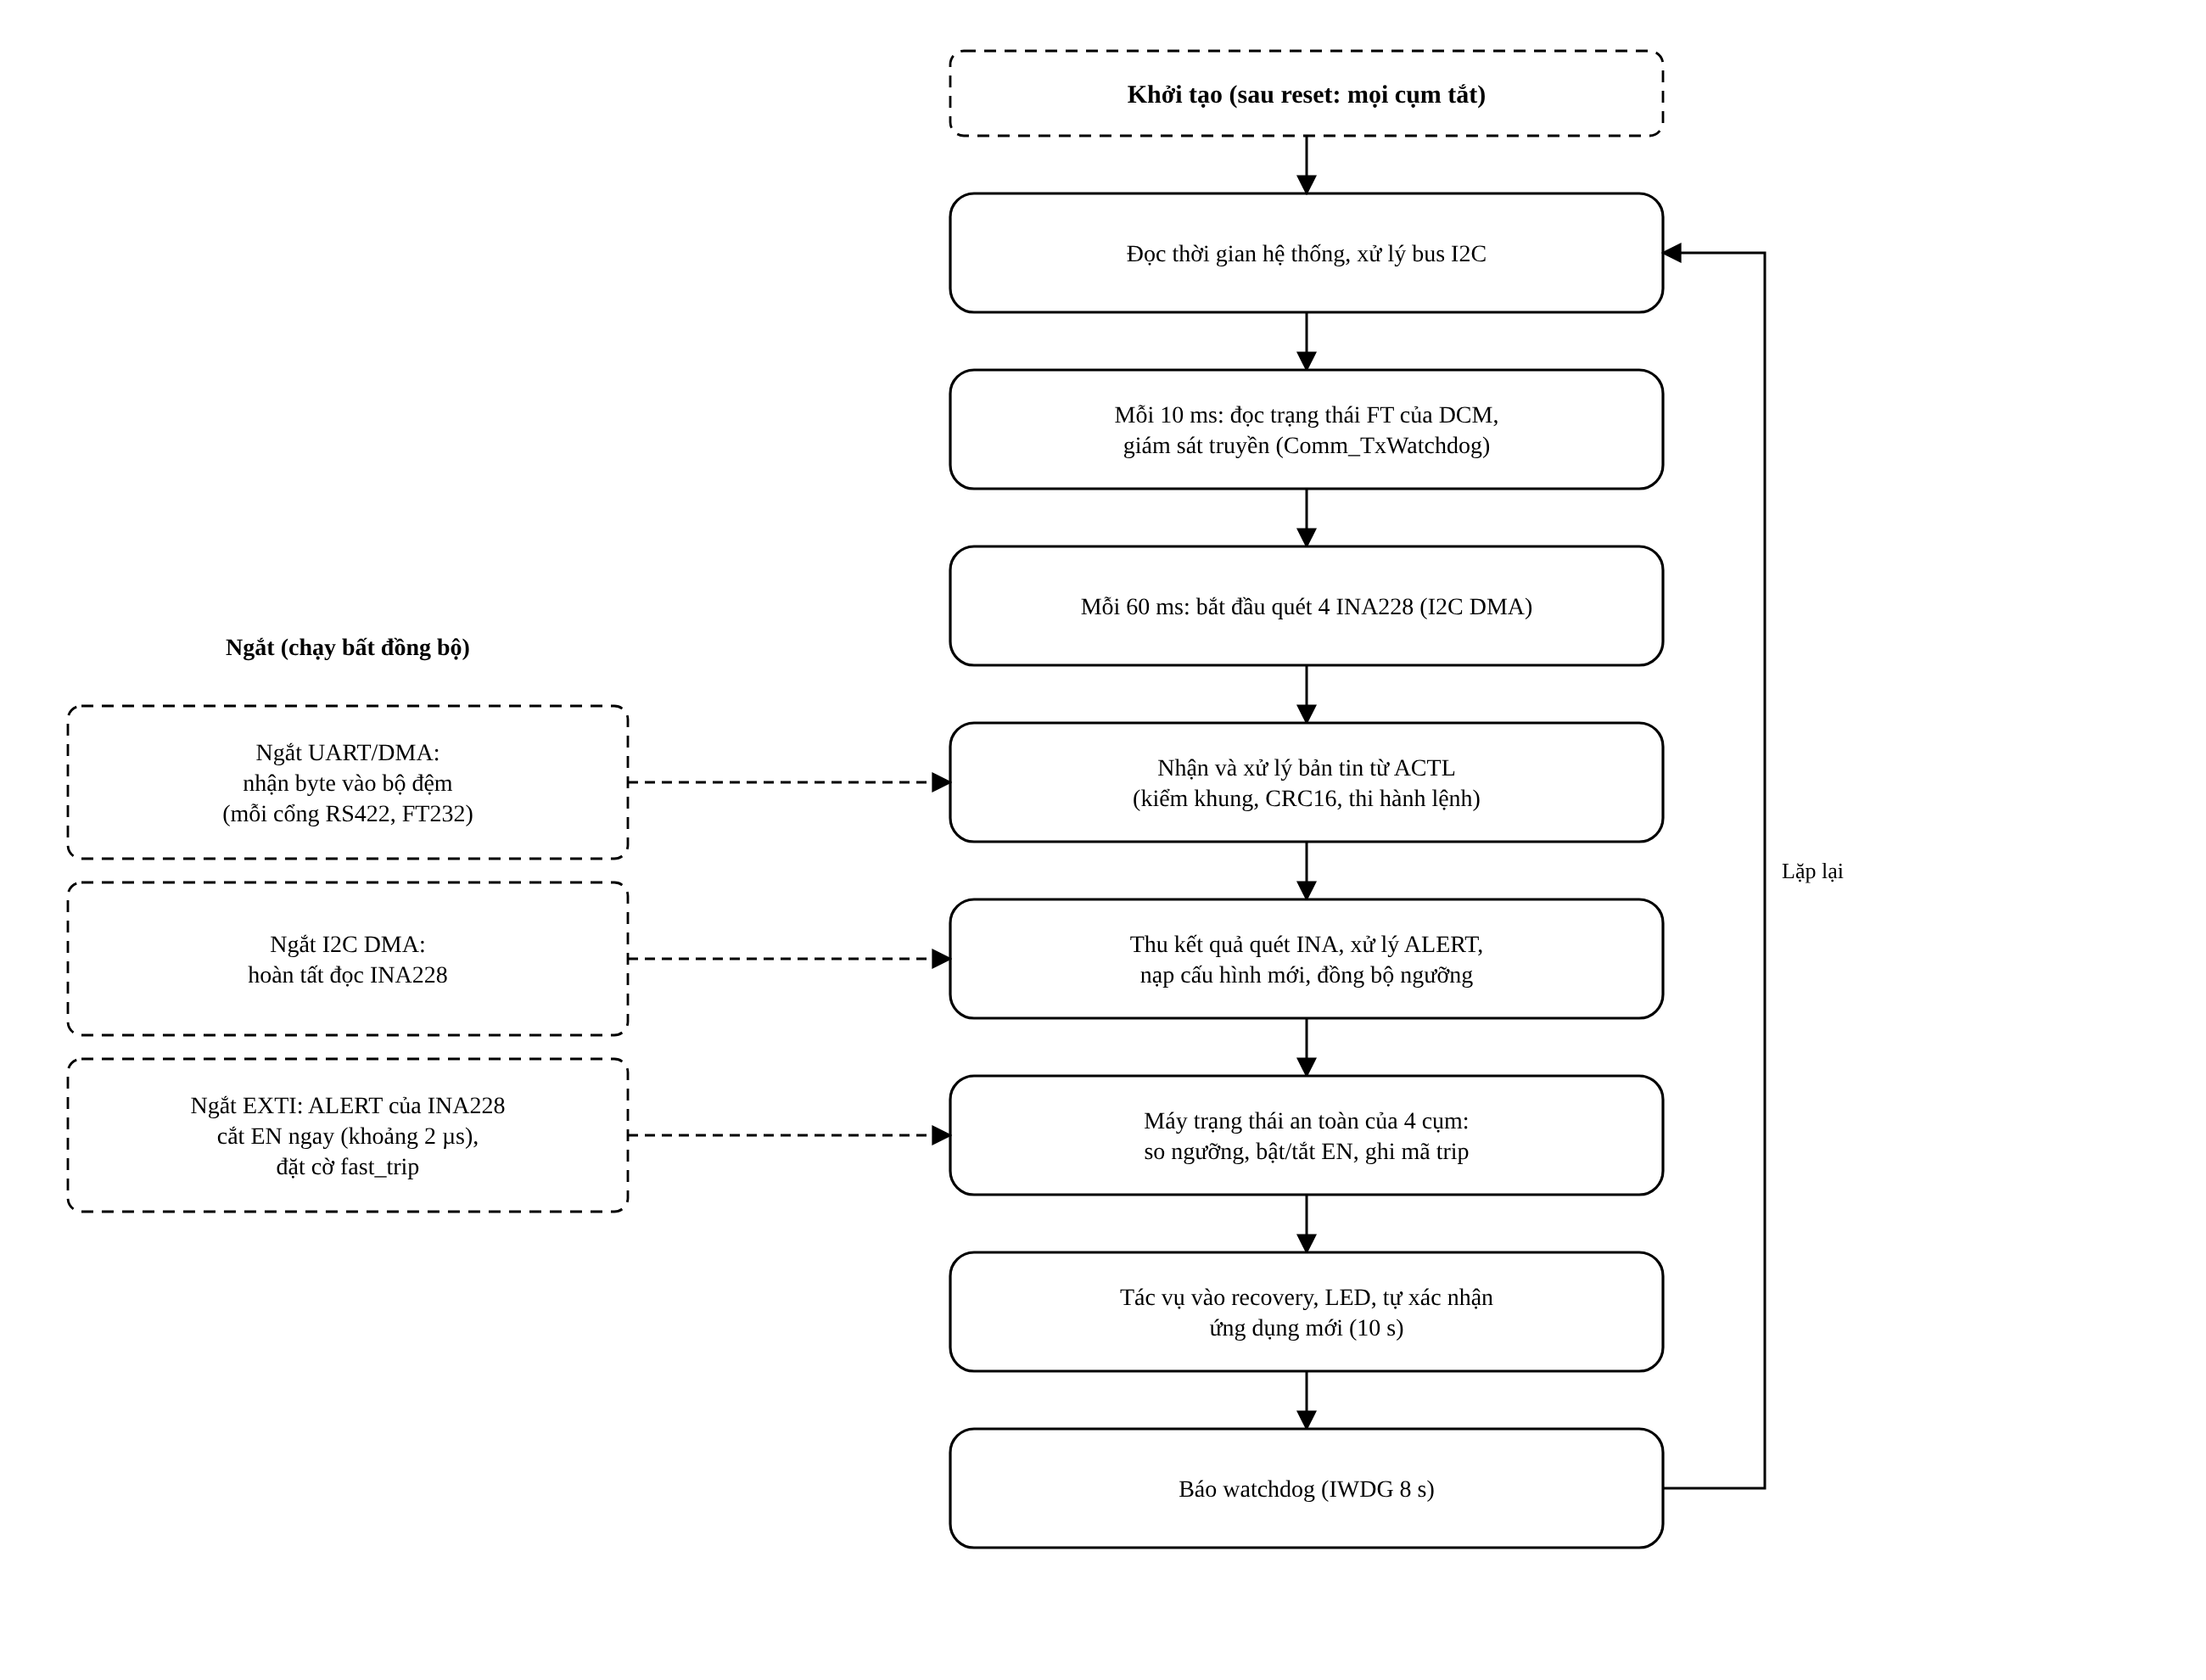 Khởi tạo (sau reset: mọi cụm tắt)
Đọc thời gian hệ thống, xử lý bus I2C
Mỗi 10 ms: đọc trạng thái FT của DCM,
giám sát truyền (Comm_TxWatchdog)
Mỗi 60 ms: bắt đầu quét 4 INA228 (I2C DMA)
Ngắt (chạy bất đồng bộ)
Ngắt UART/DMA:
nhận byte vào bộ đệm
(mỗi cổng RS422, FT232)
Nhận và xử lý bản tin từ ACTL
(kiểm khung, CRC16, thi hành lệnh)
Lặp lại
Ngắt I2C DMA:
hoàn tất đọc INA228
Thu kết quả quét INA, xử lý ALERT,
nạp cấu hình mới, đồng bộ ngưỡng
Ngắt EXTI: ALERT của INA228
cắt EN ngay (khoảng 2 µs),
đặt cờ fast_trip
Máy trạng thái an toàn của 4 cụm:
so ngưỡng, bật/tắt EN, ghi mã trip
Tác vụ vào recovery, LED, tự xác nhận
ứng dụng mới (10 s)
Báo watchdog (IWDG 8 s)